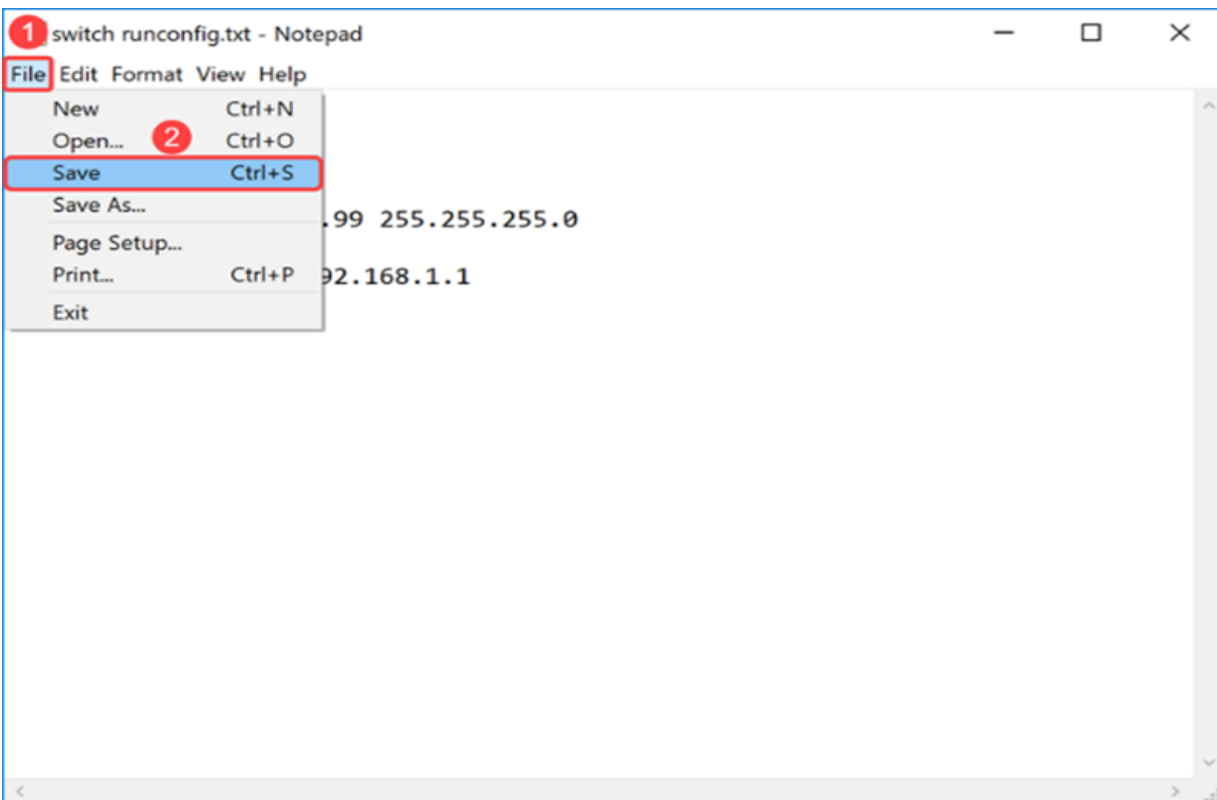 1 switch runconfig.txt - Notepad
File Edit Format View Help
New Ctrl+N
Open... 2 Ctrl+O
Save Ctrl+S
Save As...
.99 255.255.255.0
Page Setup...
Print... Ctrl+P
92.168.1.1
Exit